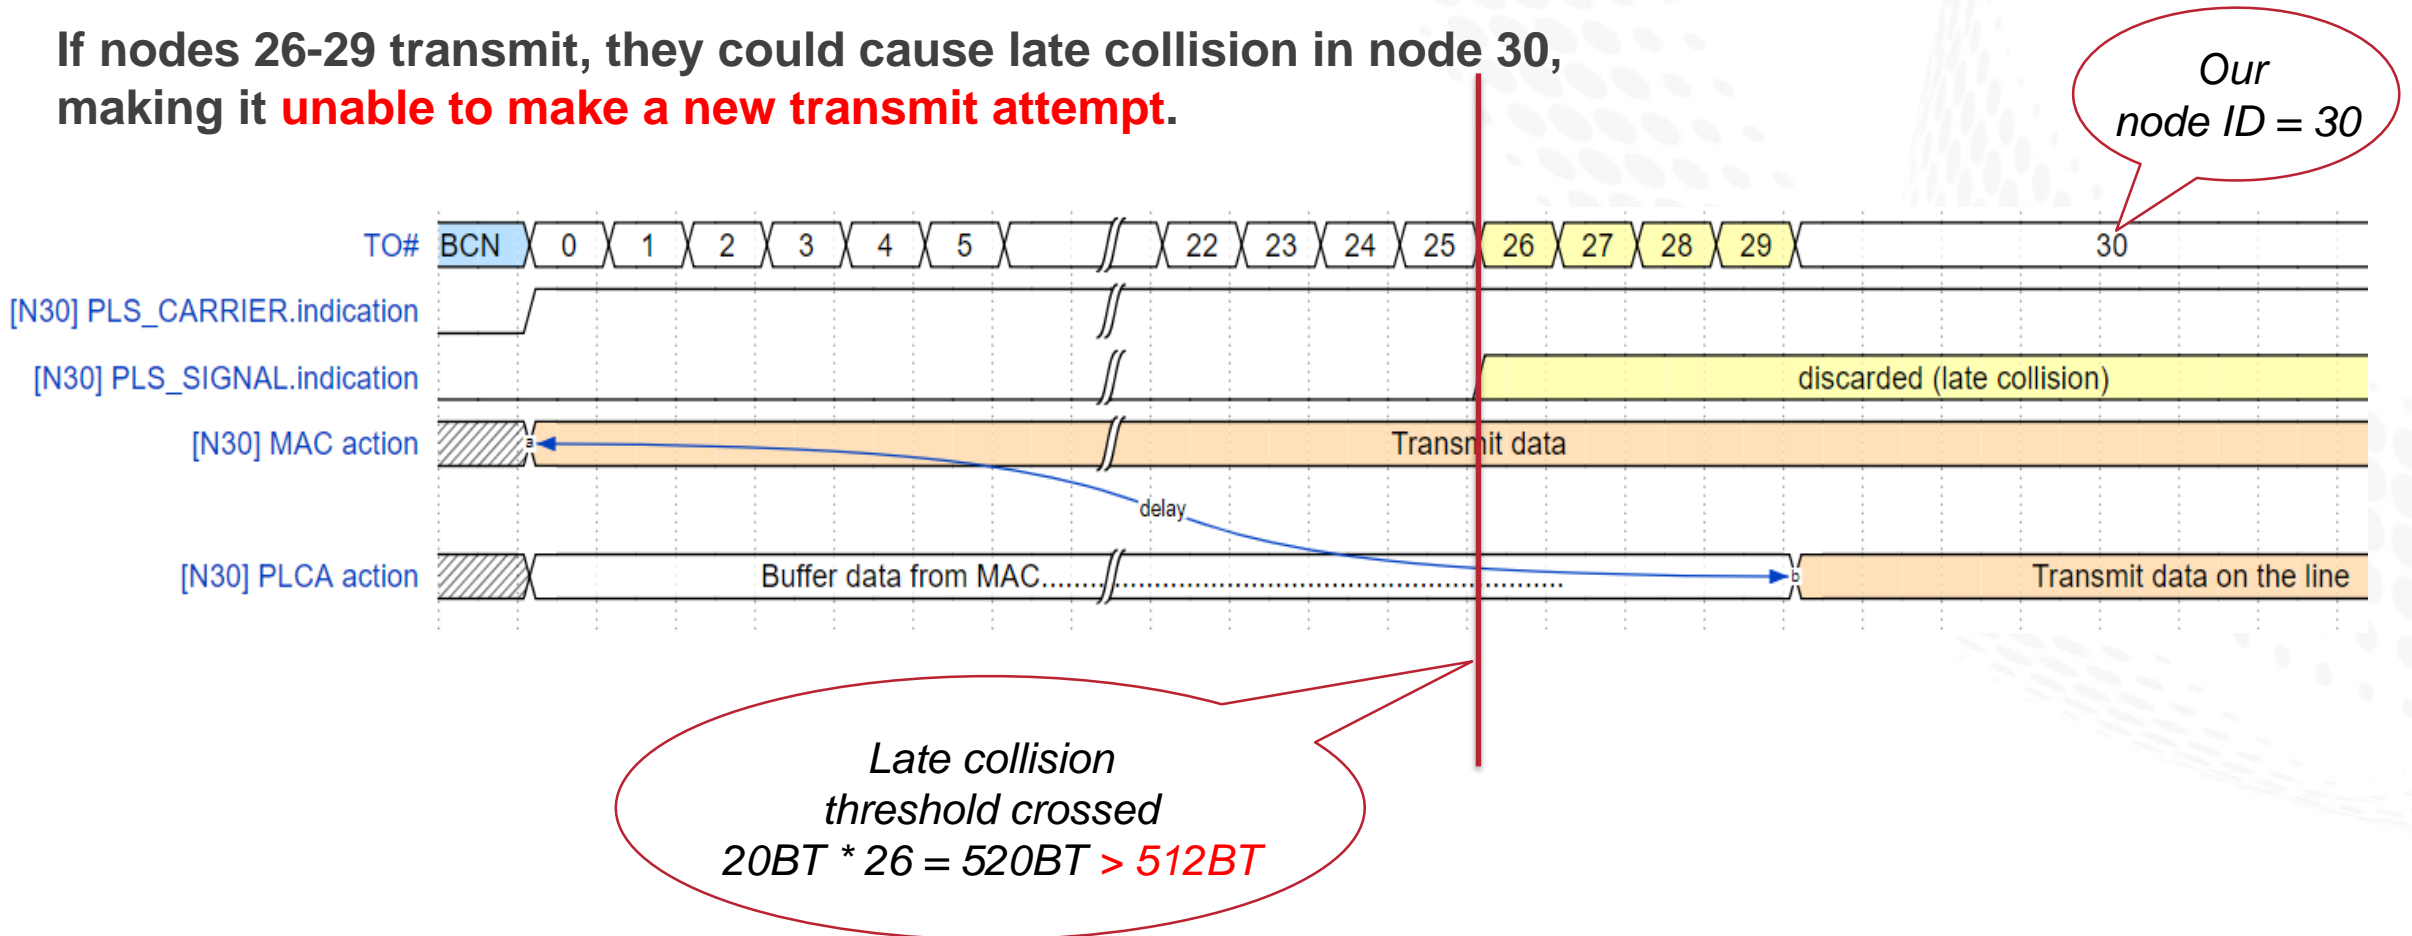 If nodes 26-29 transmit, they could cause late collision in node 30,
making it unable to make a new transmit attempt.
Our
node ID = 30
TO# BCN 0 1 2 3 4 5 22 23 24 25 26 27 28 29 30
[N30] PLS_CARRIER.indication
[N30] PLS_SIGNAL.indication discarded (late collision)
[N30] MAC action a Transmit data
delay
[N30] PLCA action Buffer data from MAC............................................................ b Transmit data on the line
Late collision
threshold crossed
20BT * 26 = 520BT > 512BT